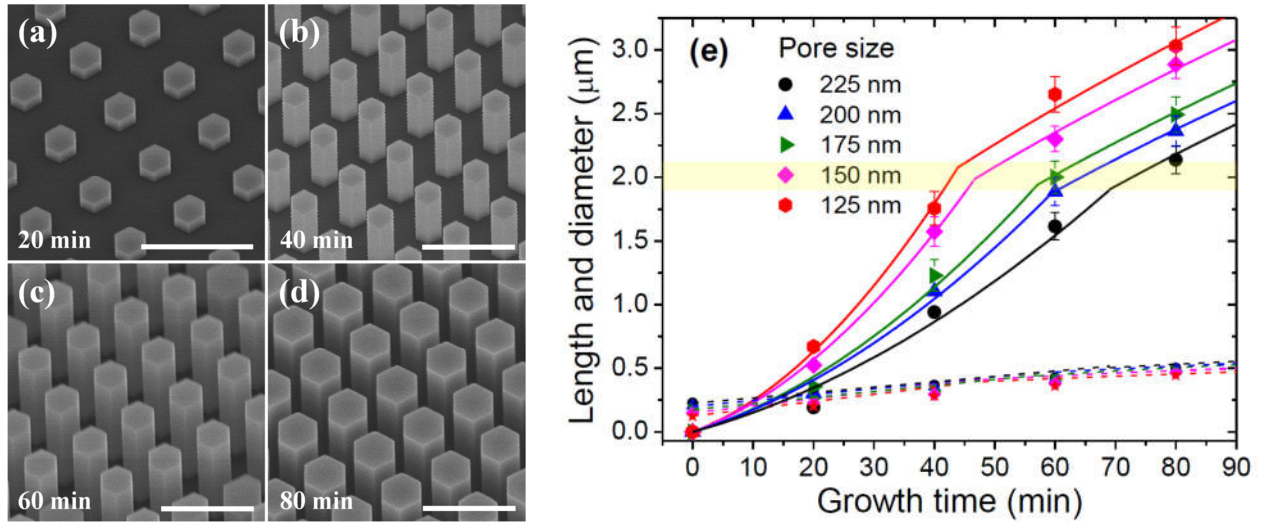 (a)
20 min
(b)
40 min
(c)
60 min
(d)
80 min
(e)
Pore size
225 nm
200 nm
175 nm
150 nm
125 nm
Length and diameter (μm)
3.0
2.5
2.0
1.5
1.0
0.5
0.0
0 10 20 30 40 50 60 70 80 90
Growth time (min)